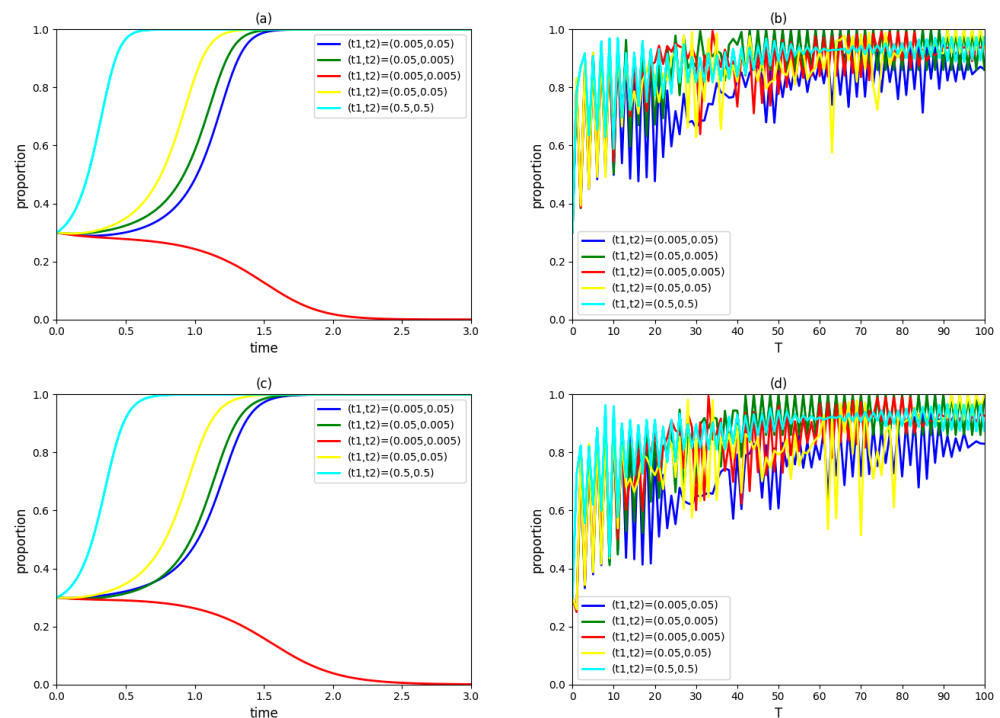 (a)
1.0
0.8
0.6
0.4
0.2
0.0
proportion
(t1,t2)=(0.005,0.05)
(t1,t2)=(0.05,0.005)
(t1,t2)=(0.005,0.005)
(t1,t2)=(0.05,0.05)
(t1,t2)=(0.5,0.5)
0.0 0.5 1.0 1.5 2.0 2.5 3.0
time
(b)
1.0
0.8
0.6
0.4
0.2
0.0
proportion
(t1,t2)=(0.005,0.05)
(t1,t2)=(0.05,0.005)
(t1,t2)=(0.005,0.005)
(t1,t2)=(0.05,0.05)
(t1,t2)=(0.5,0.5)
0 10 20 30 40 50 60 70 80 90 100
T
(c)
1.0
0.8
0.6
0.4
0.2
0.0
proportion
(t1,t2)=(0.005,0.05)
(t1,t2)=(0.05,0.005)
(t1,t2)=(0.005,0.005)
(t1,t2)=(0.05,0.05)
(t1,t2)=(0.5,0.5)
0.0 0.5 1.0 1.5 2.0 2.5 3.0
time
(d)
1.0
0.8
0.6
0.4
0.2
0.0
proportion
(t1,t2)=(0.005,0.05)
(t1,t2)=(0.05,0.005)
(t1,t2)=(0.005,0.005)
(t1,t2)=(0.05,0.05)
(t1,t2)=(0.5,0.5)
0 10 20 30 40 50 60 70 80 90 100
T